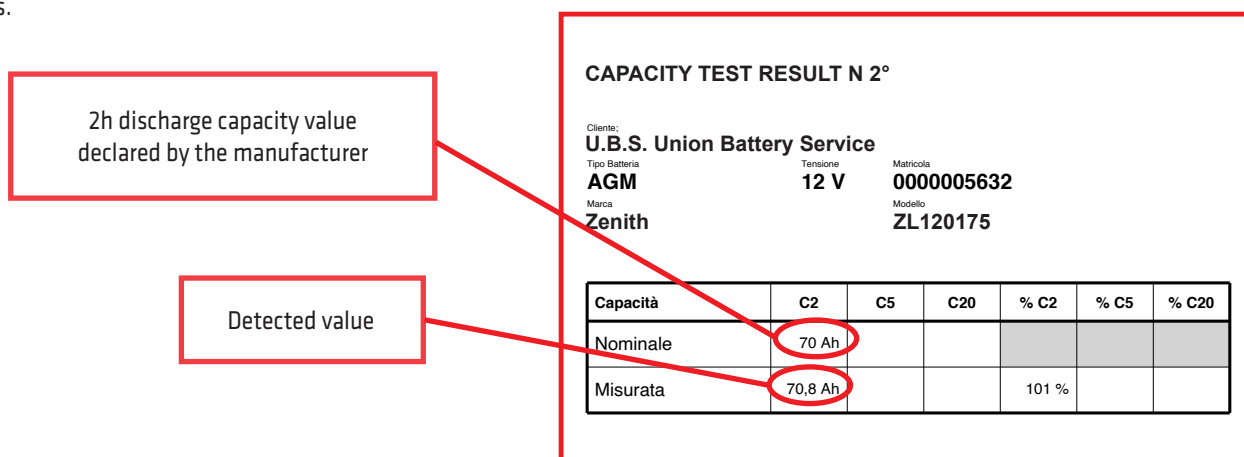 s.
2h discharge capacity value
declared by the manufacturer
Detected value
CAPACITY TEST RESULT N 2°
Cliente;
U.B.S. Union Battery Service
Tipo Batteria Tensione Matricola
AGM 12 V 0000005632
Marca Modello
Zenith ZL120175
Capacità C2 C5 C20 % C2 % C5 % C20
Nominale 70 Ah
Misurata 70,8 Ah 101 %